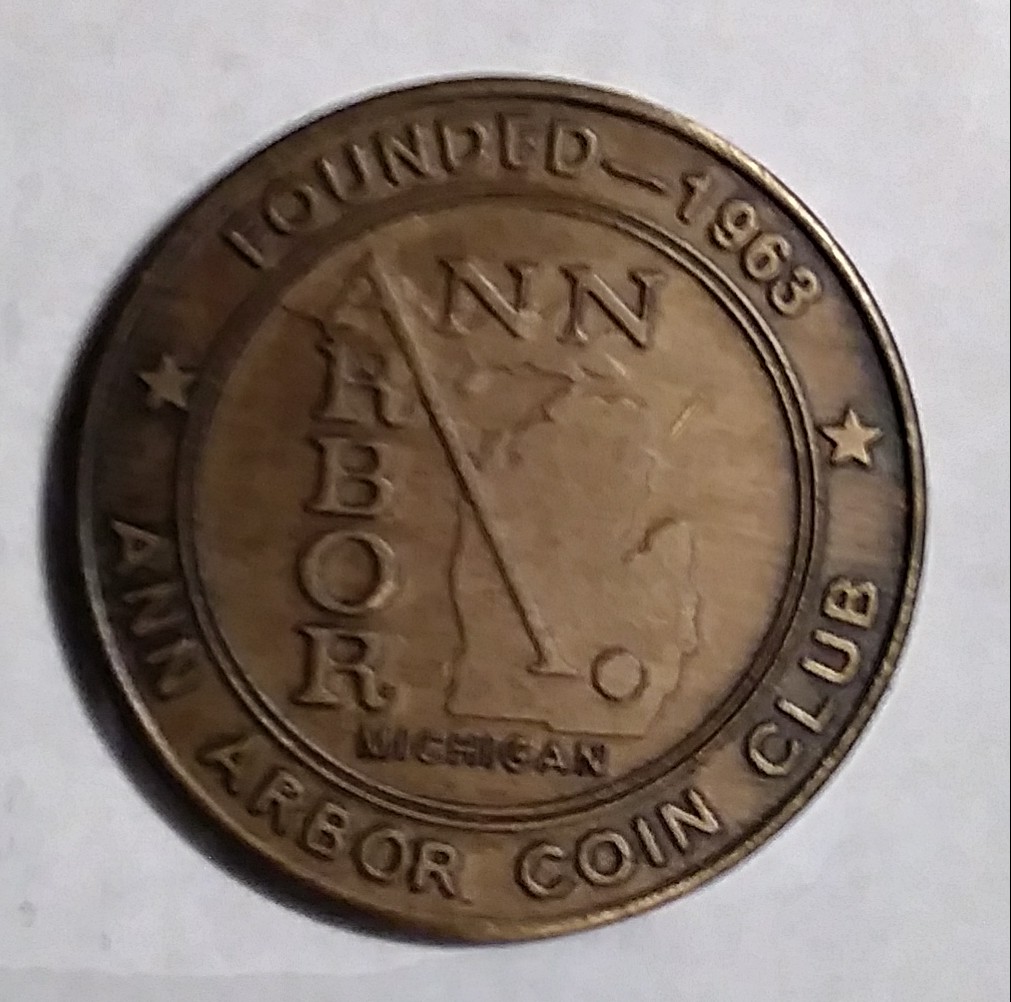 FOUNDED—1963
ANN
ARBOR
MICHIGAN
ANN ARBOR COIN CLUB